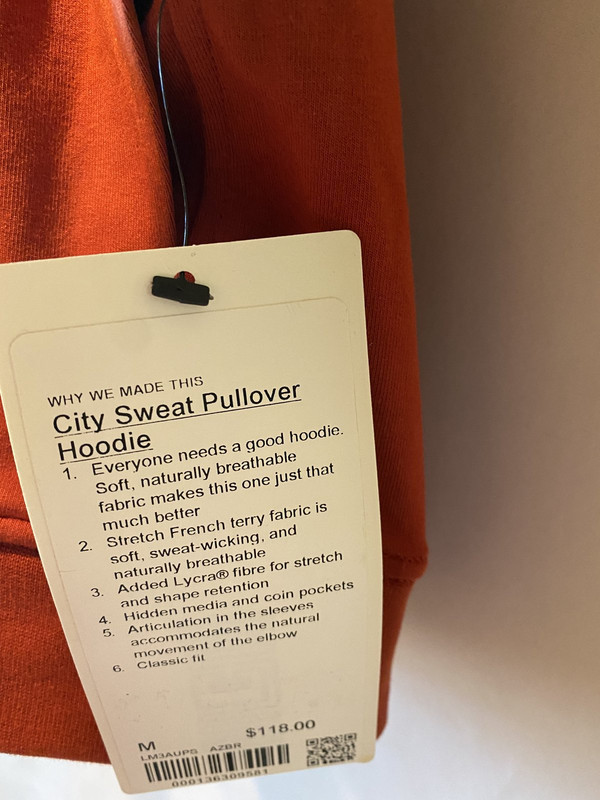 WHY WE MADE THIS
City Sweat Pullover
Hoodie
1. Everyone needs a good hoodie.
Soft, naturally breathable
fabric makes this one just that
much better
2. Stretch French terry fabric is
soft, sweat-wicking, and
naturally breathable
3. Added Lycra® fibre for stretch
and shape retention
4. Hidden media and coin pockets
5. Articulation in the sleeves
accommodates the natural
movement of the elbow
6. Classic fit
M $118.00
LM3AUPS AZBR
000136309581